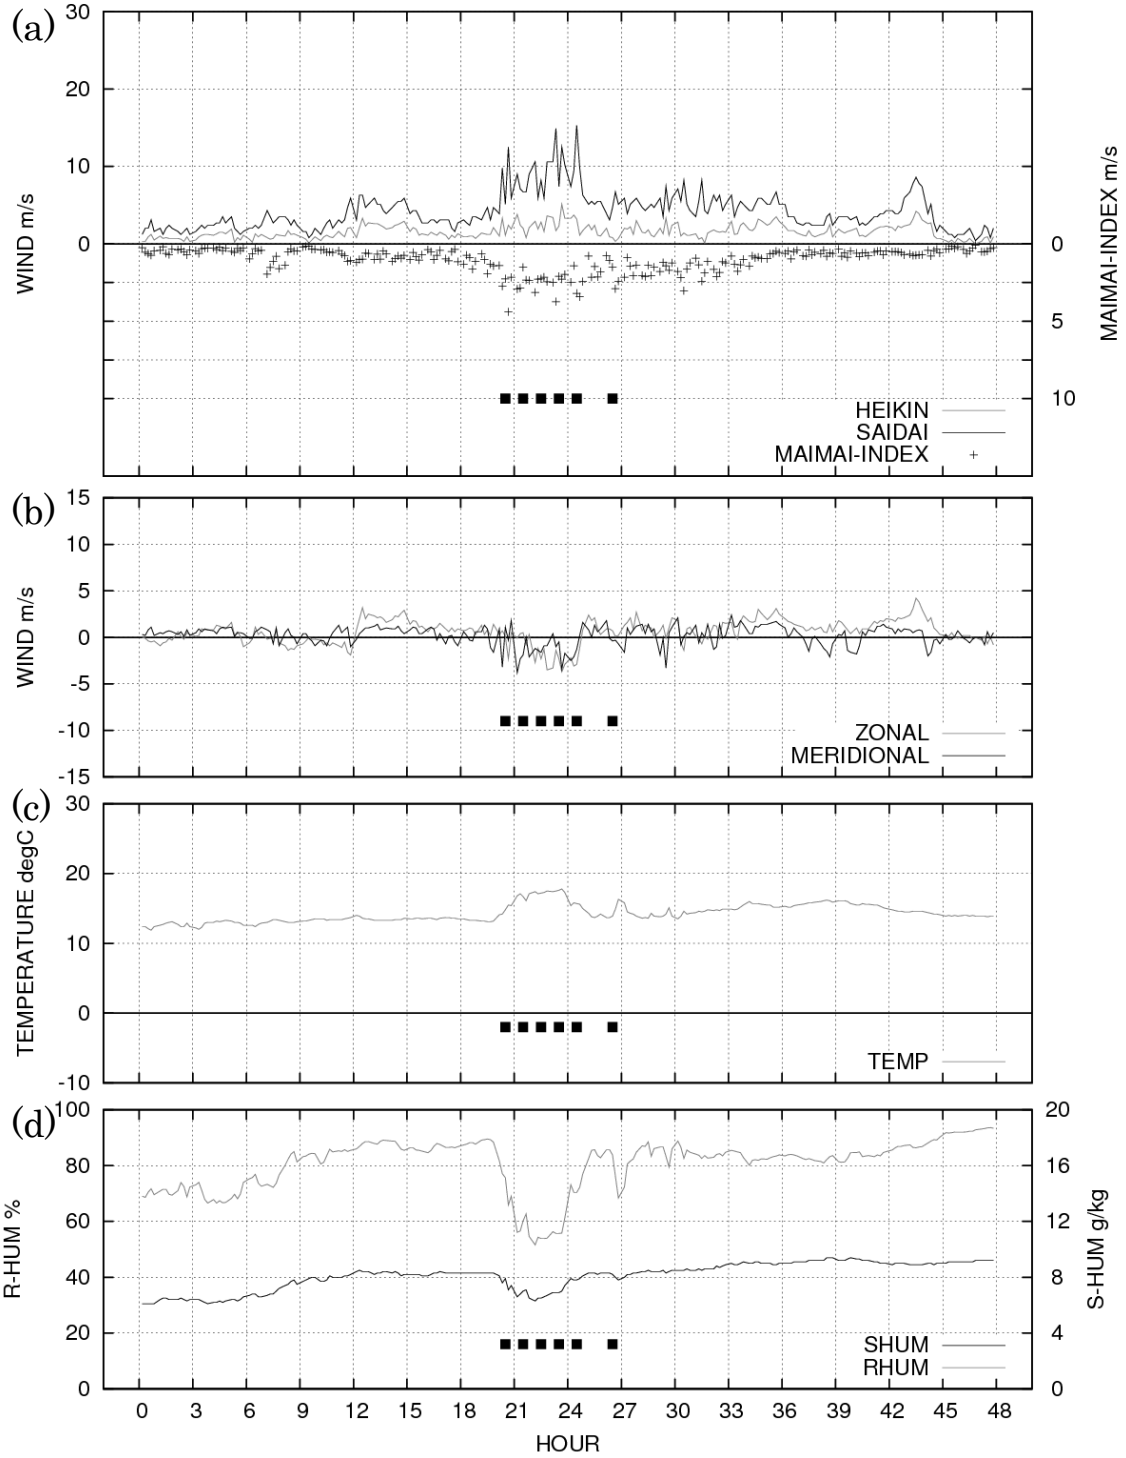 (a)
30
20
10
0
WIND m/s
0
5
10
MAIMAI-INDEX m/s
HEIKIN
SAIDAI
MAIMAI-INDEX
(b)
15
10
5
0
-5
-10
-15
WIND m/s
ZONAL
MERIDIONAL
(c)
30
20
10
0
-10
TEMPERATURE degC
TEMP
(d)
100
80
60
40
20
0
R-HUM %
20
16
12
8
4
0
S-HUM g/kg
SHUM
RHUM
0 3 6 9 12 15 18 21 24 27 30 33 36 39 42 45 48
HOUR